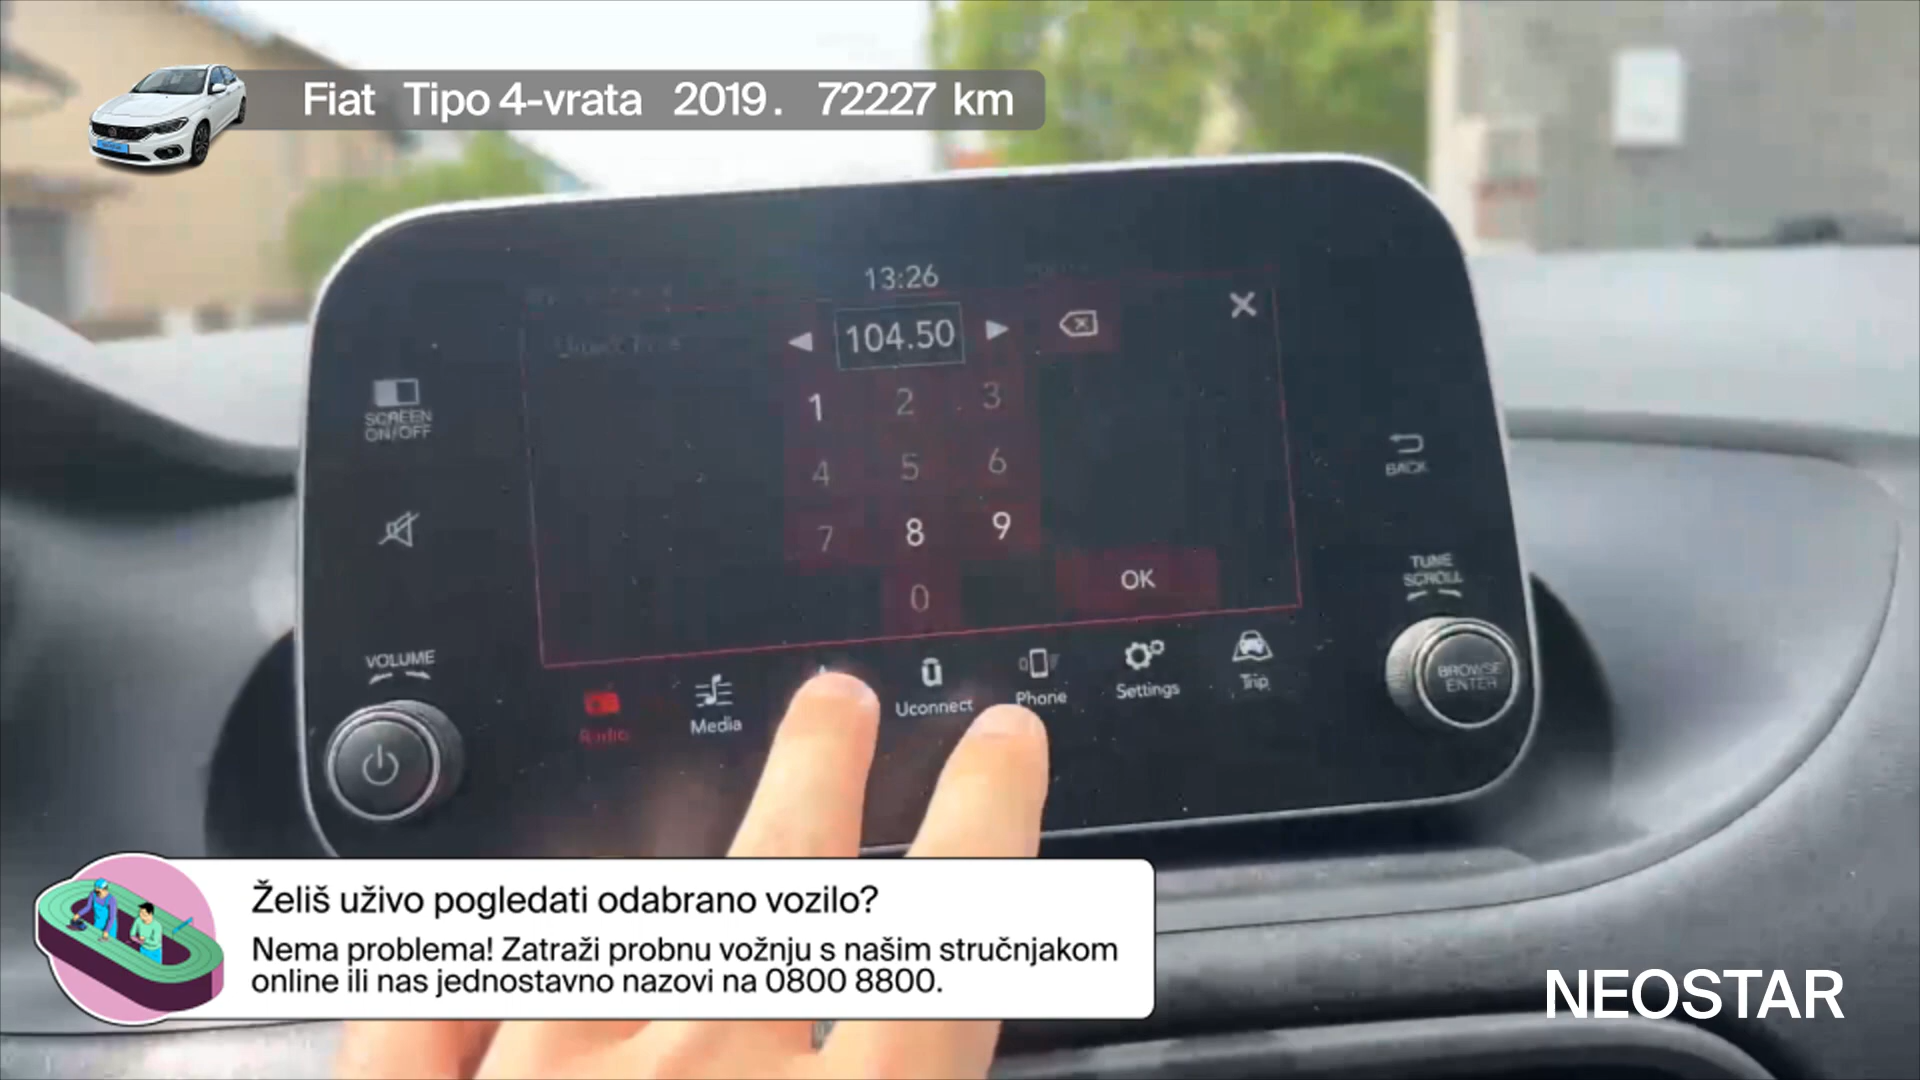 Fiat Tipo 4-vrata 2019. 72227 km
13:26
104.50
1 2 3
4 5 6
7 8 9
0
OK
SCREEN
ON/OFF
BACK
TUNE
SCROLL
VOLUME
BROWSE
ENTER
Radio
Media
Uconnect
Phone
Settings
Trip
Želiš uživo pogledati odabrano vozilo?
Nema problema! Zatraži probnu vožnju s našim stručnjakom
online ili nas jednostavno nazovi na 0800 8800.
NEOSTAR